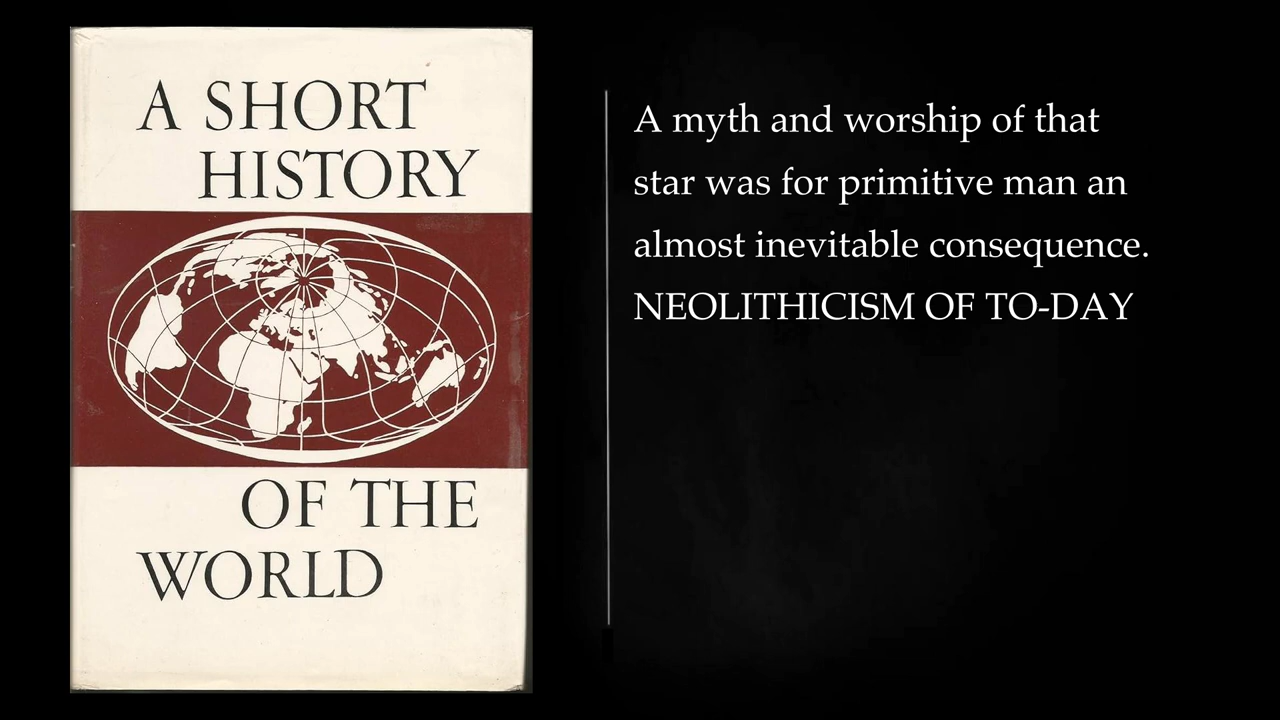 A SHORT
HISTORY
OF THE
WORLD
A myth and worship of that
star was for primitive man an
almost inevitable consequence.
NEOLITHICISM OF TO-DAY